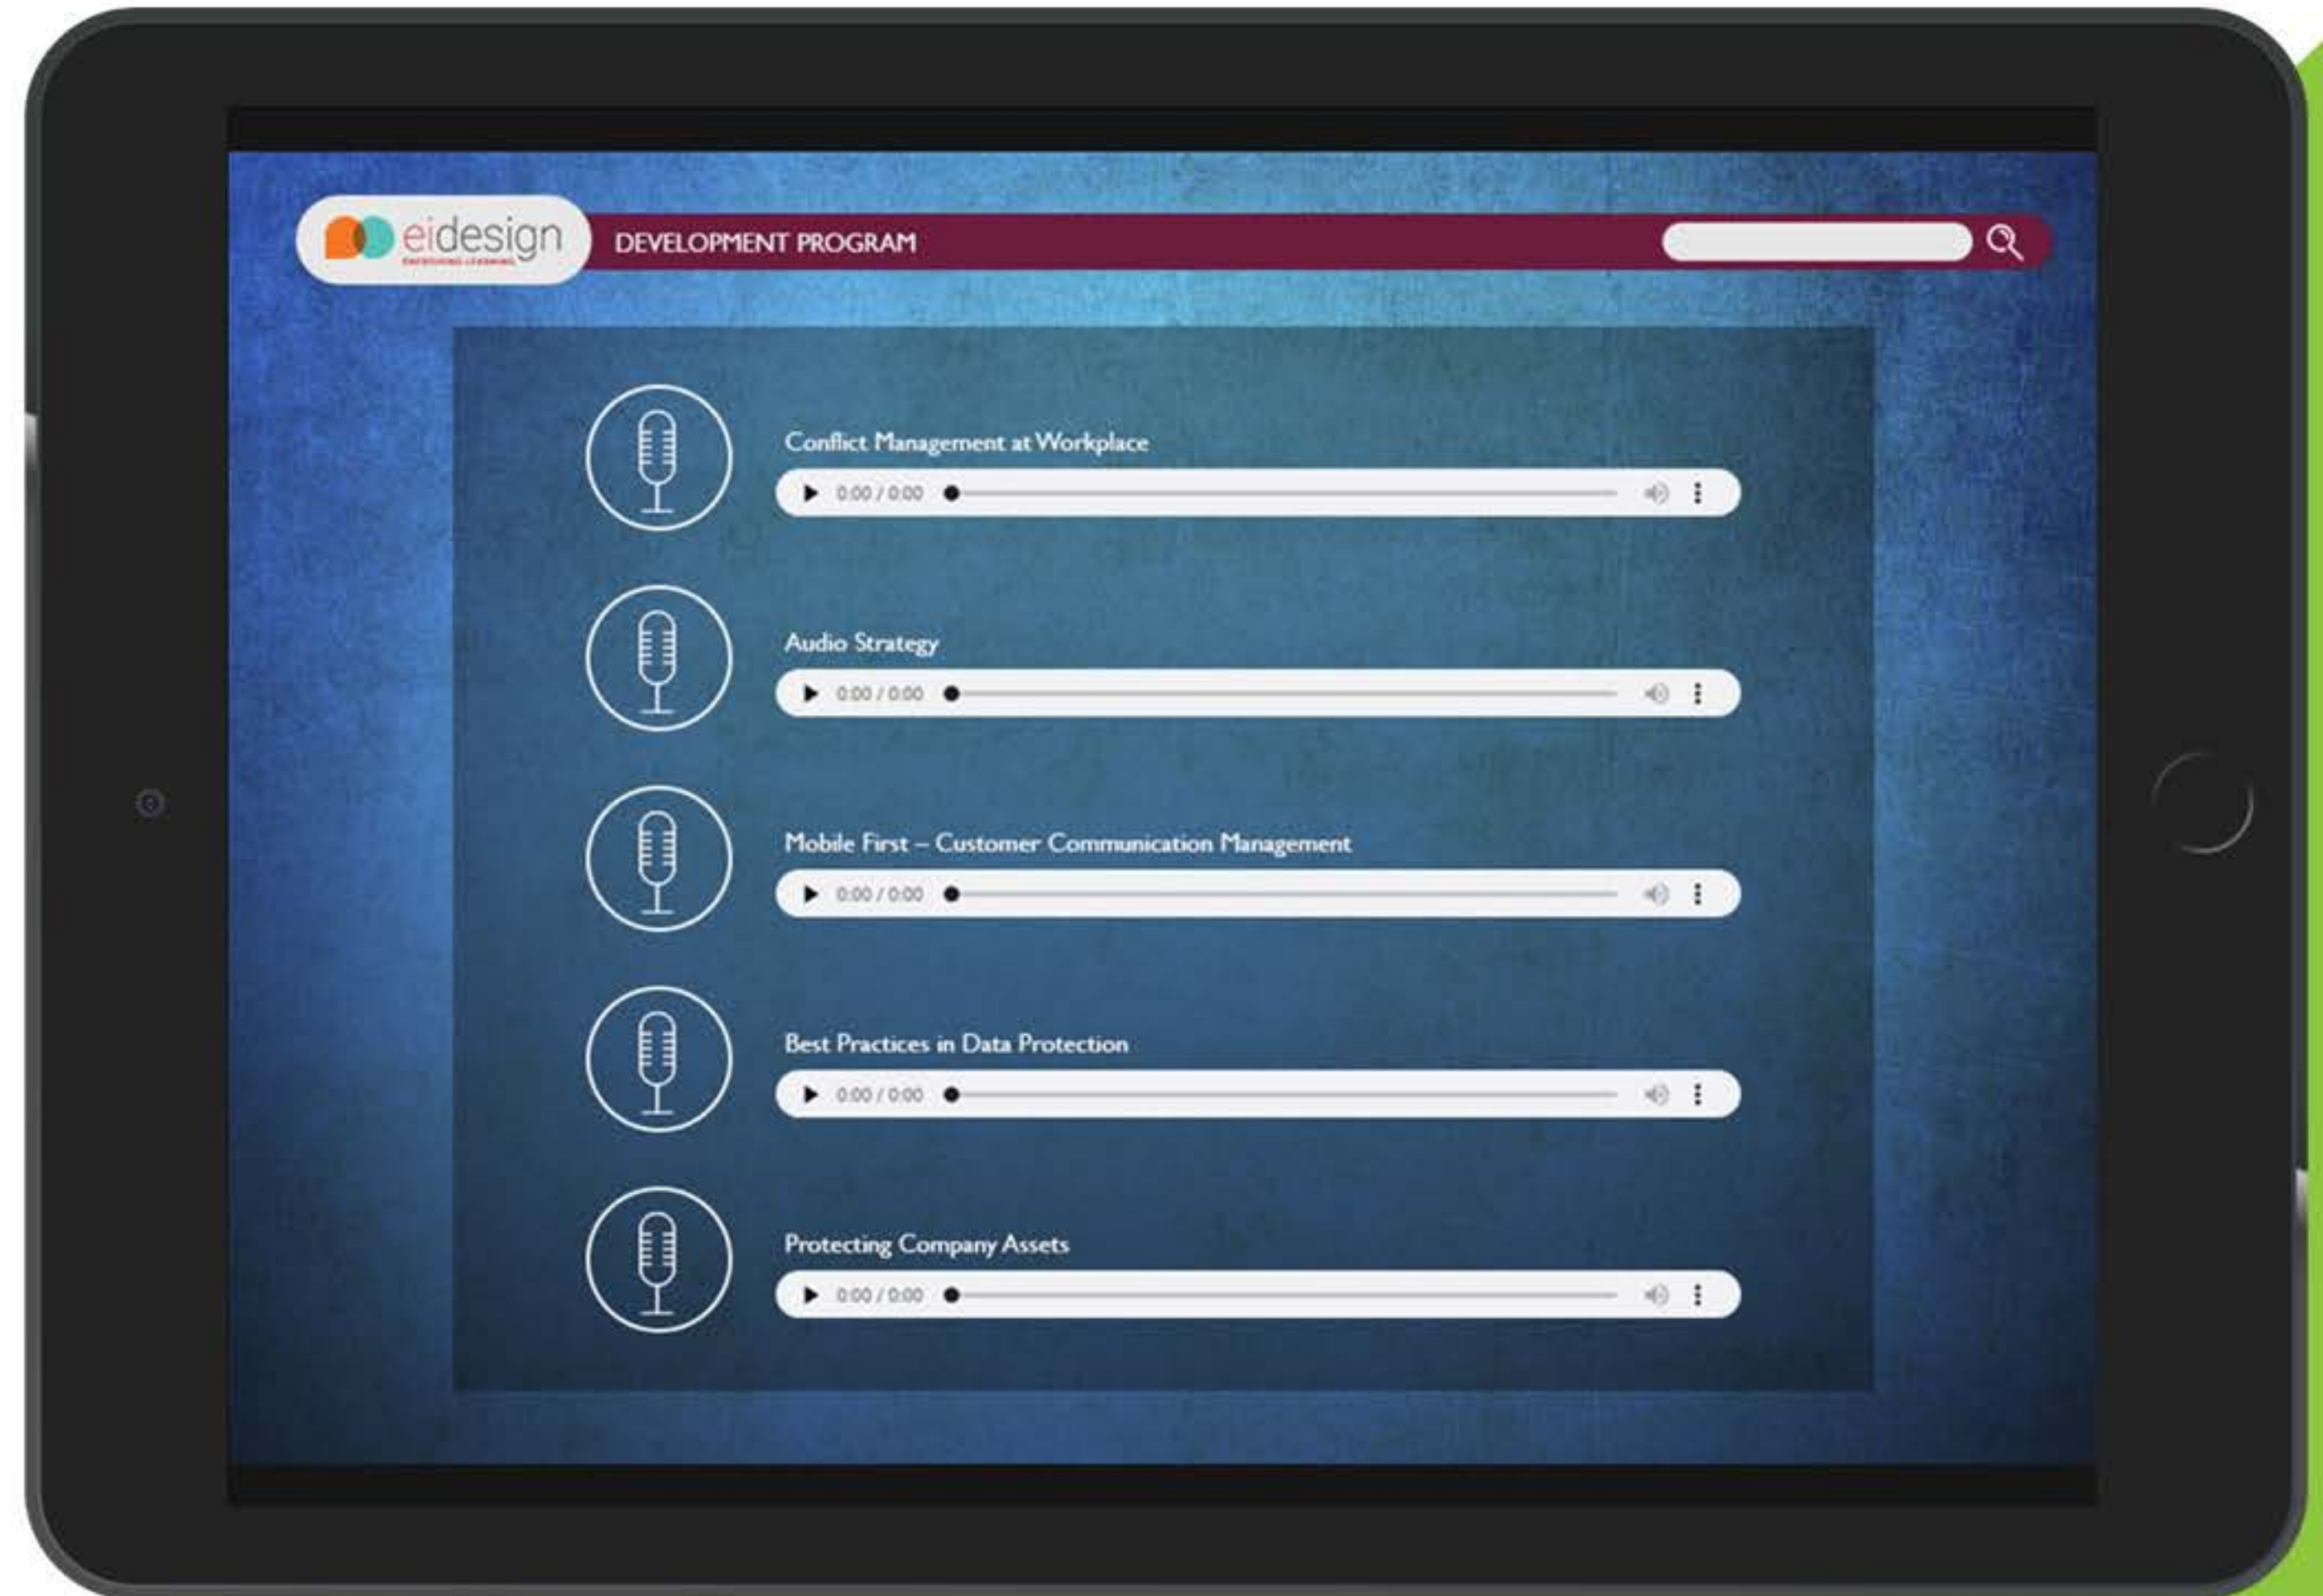 eidesign
DEVELOPMENT PROGRAM
Conflict Management at Workplace
0:00 / 0:00
Audio Strategy
0:00 / 0:00
Mobile First – Customer Communication Management
0:00 / 0:00
Best Practices in Data Protection
0:00 / 0:00
Protecting Company Assets
0:00 / 0:00